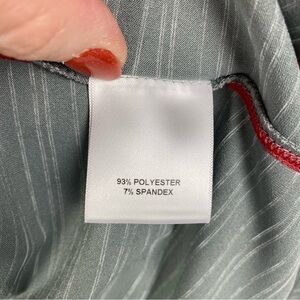 93% POLYESTER
7% SPANDEX